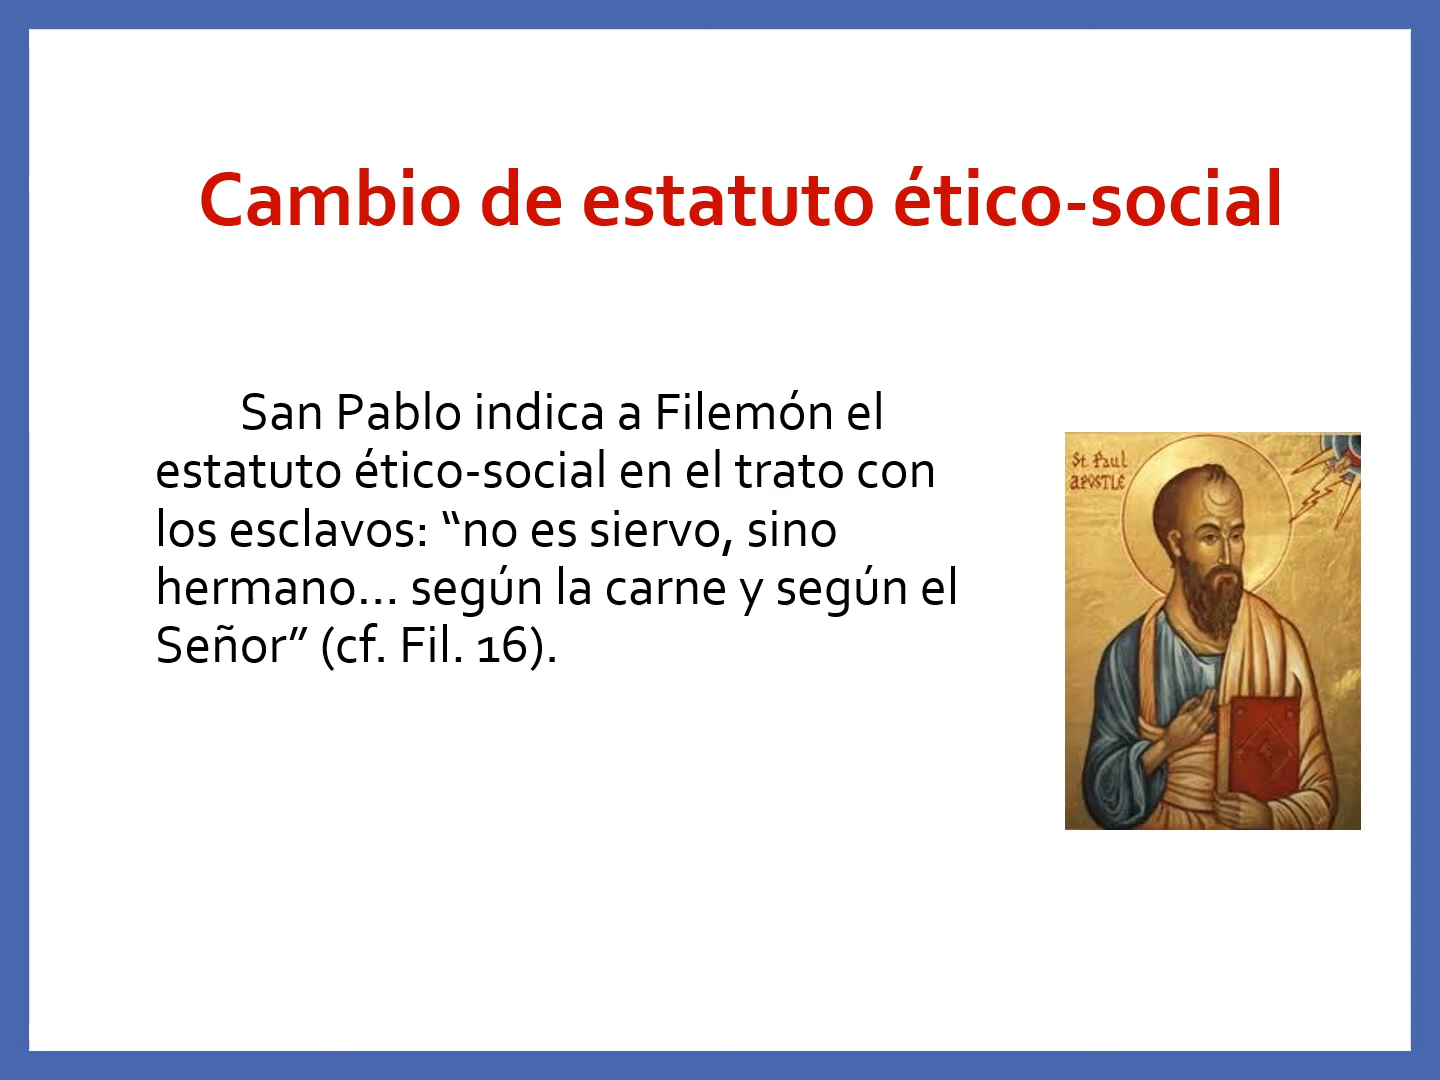 Cambio de estatuto ético-social
San Pablo indica a Filemón el
estatuto ético-social en el trato con
los esclavos: “no es siervo, sino
hermano… según la carne y según el
Señor” (cf. Fil. 16).
St Paul
APOSTLE